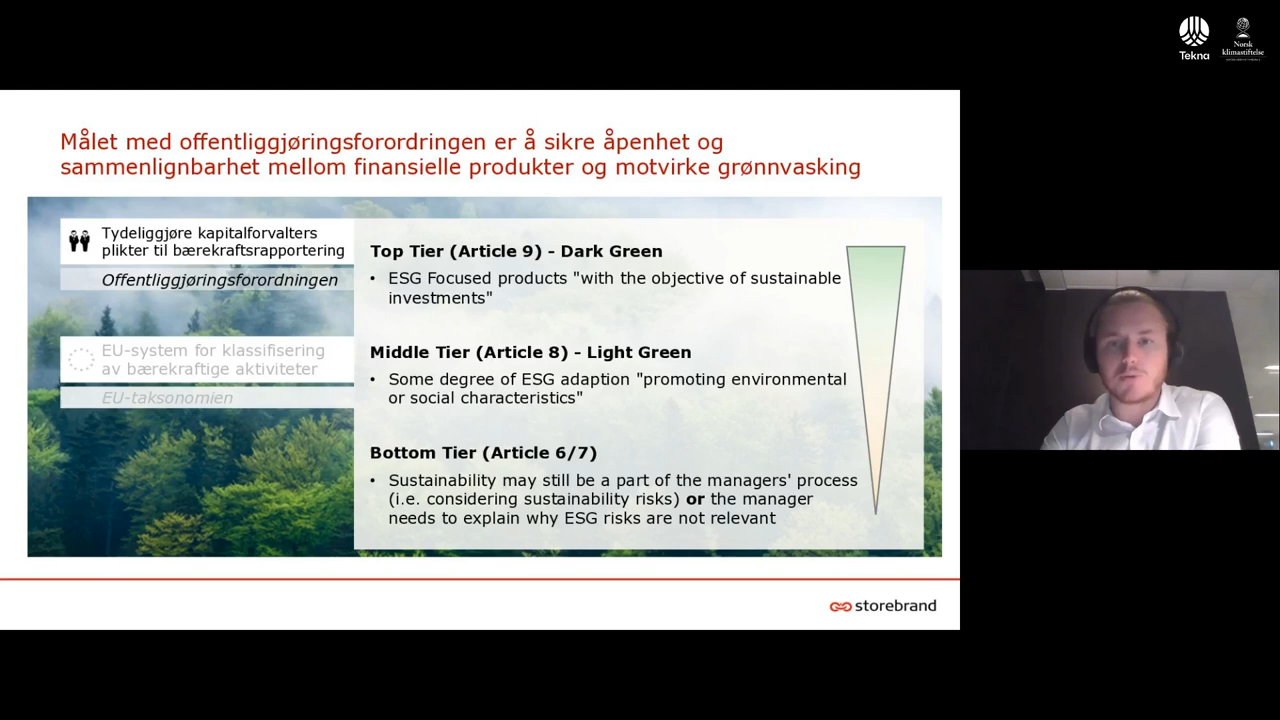 Tekna
Norsk
klimastiftelse
Målet med offentliggjøringsforordringen er å sikre åpenhet og
sammenlignbarhet mellom finansielle produkter og motvirke grønnvasking
Tydeliggjøre kapitalforvalters
plikter til bærekraftsrapportering
Offentliggjøringsforordningen
EU-system for klassifisering
av bærekraftige aktiviteter
EU-taksonomien
Top Tier (Article 9) - Dark Green
• ESG Focused products "with the objective of sustainable
investments"
Middle Tier (Article 8) - Light Green
• Some degree of ESG adaption "promoting environmental
or social characteristics"
Bottom Tier (Article 6/7)
• Sustainability may still be a part of the managers' process
(i.e. considering sustainability risks) or the manager
needs to explain why ESG risks are not relevant
storebrand